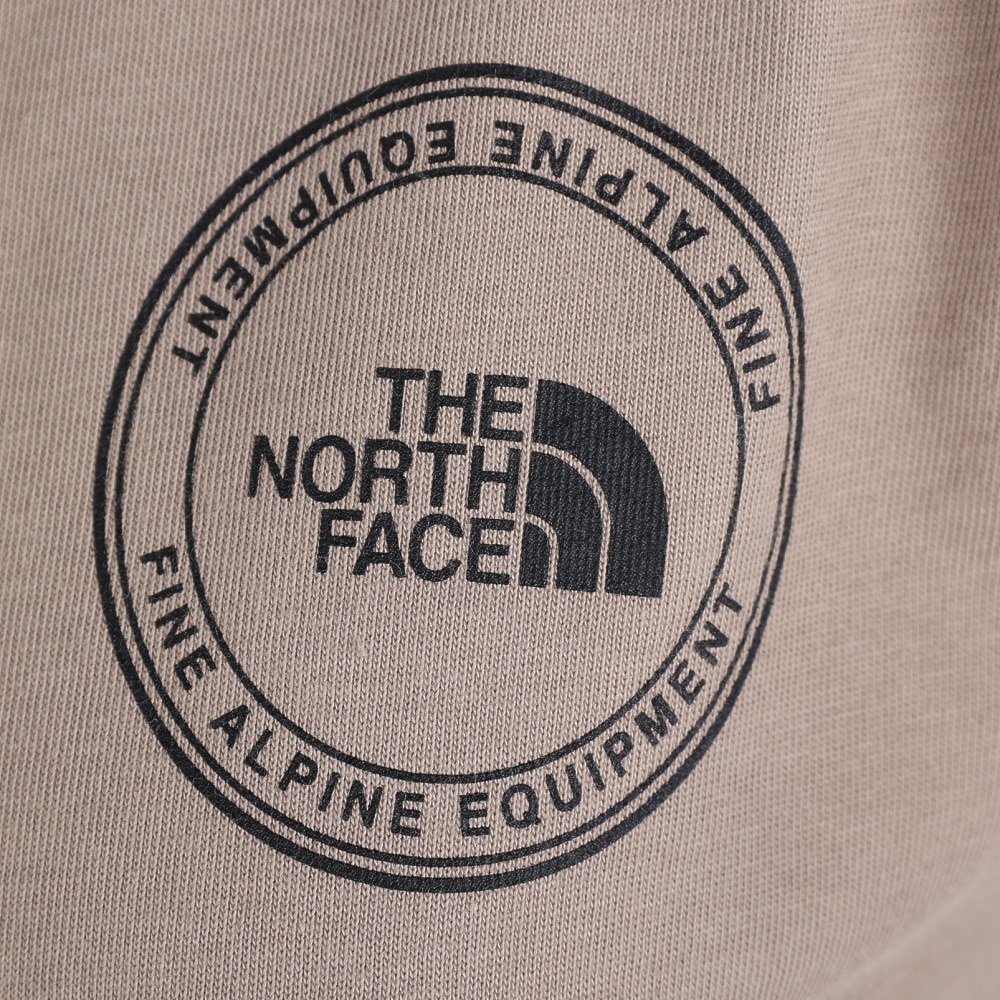 FINE ALPINE EQUIPMENT
THE
NORTH
FACE
FINE ALPINE EQUIPMENT